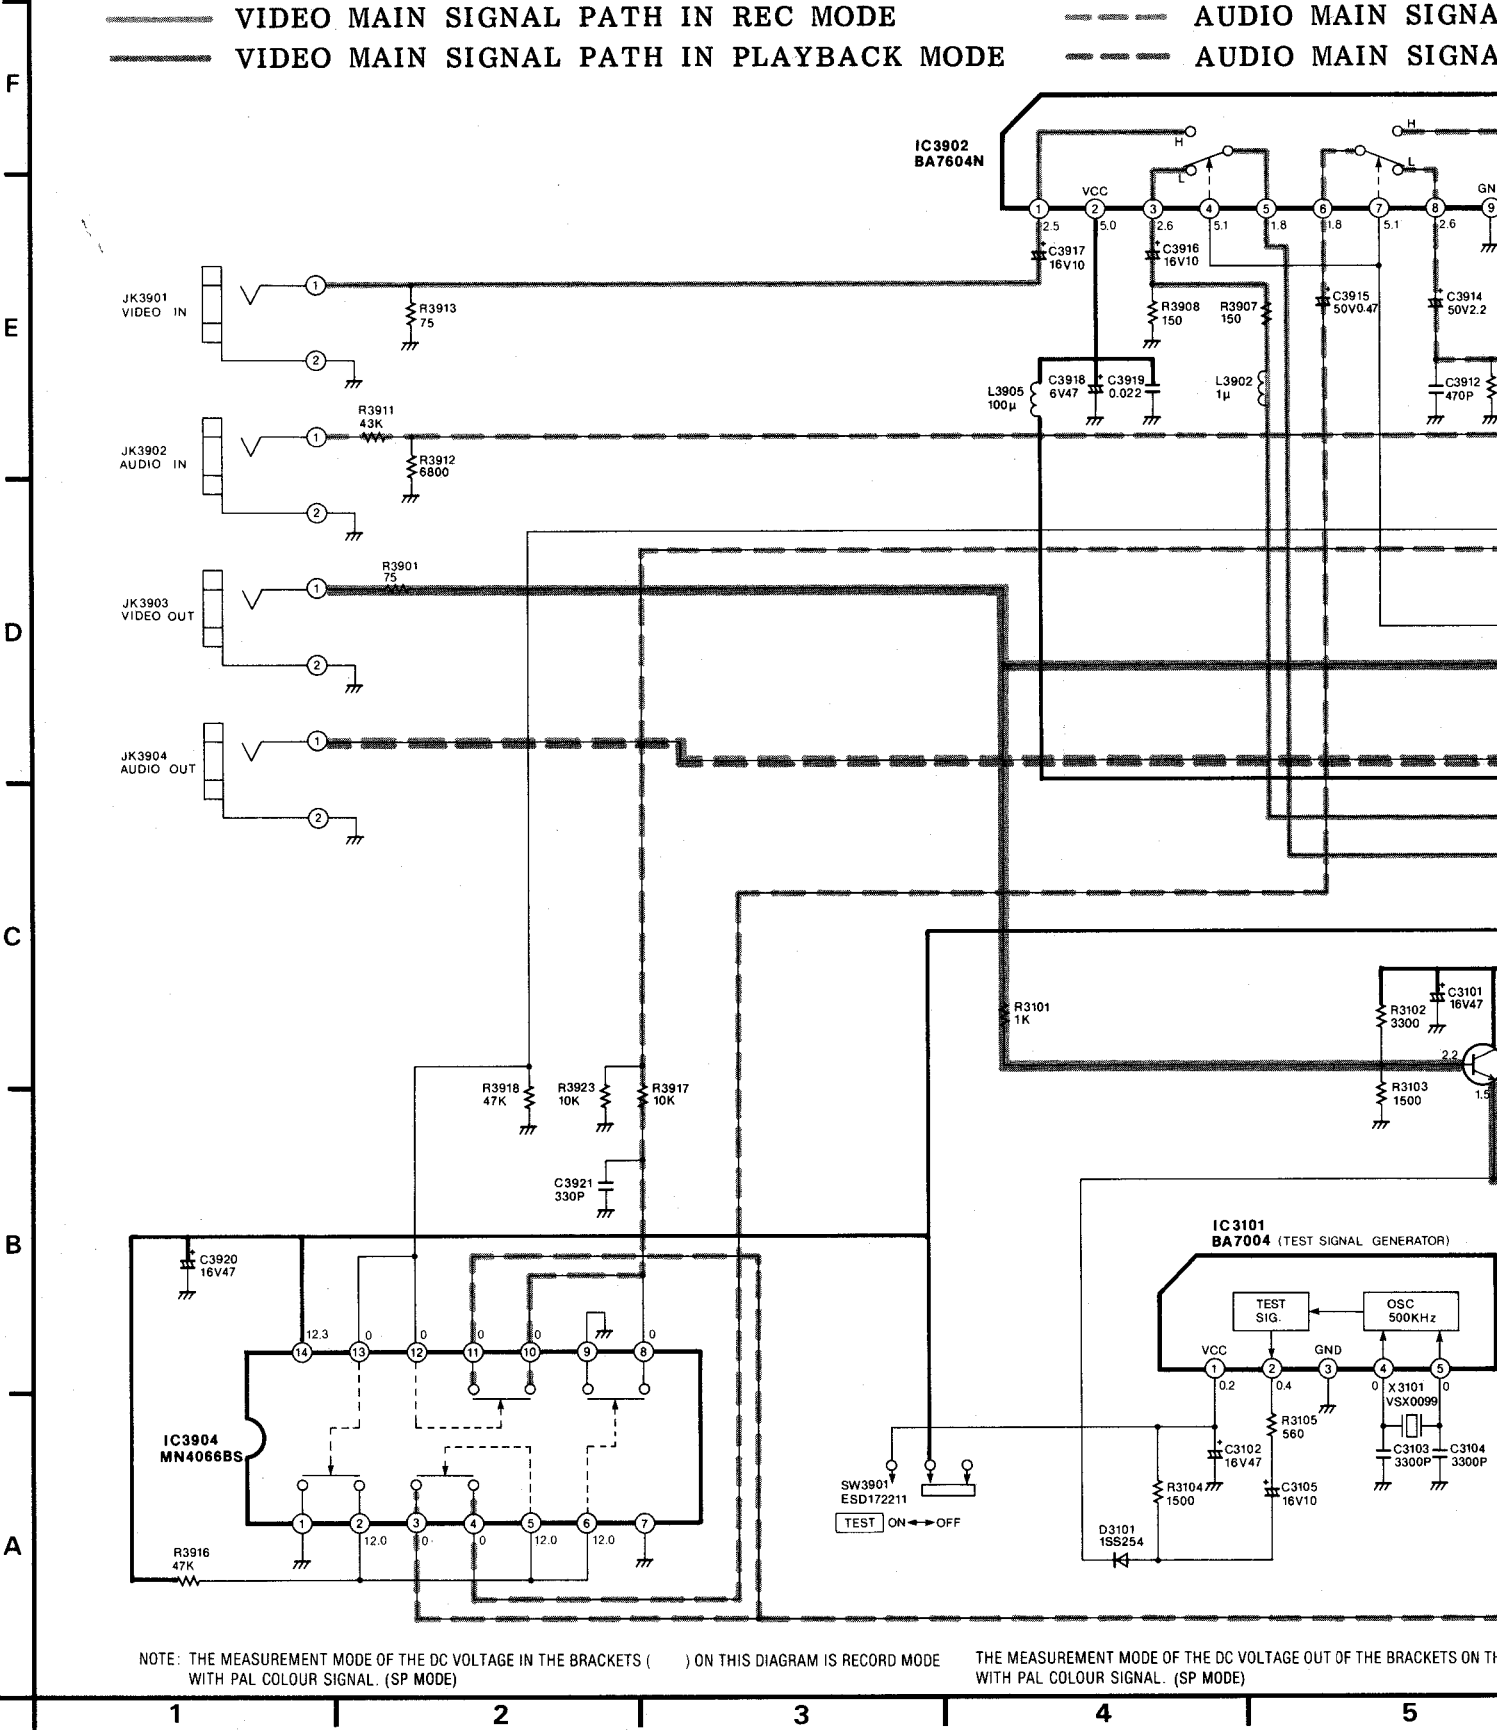 VIDEO MAIN SIGNAL PATH IN REC MODE
AUDIO MAIN SIGNA
VIDEO MAIN SIGNAL PATH IN PLAYBACK MODE
AUDIO MAIN SIGNA
F
IC3902
BA7604N
H
L
H
L
VCC
GN
1 2 3 4 5 6 7 8 9
2.5 5.0 2.6 5.1 1.8 1.8 5.1 2.6
C3917
16V10
C3916
16V10
JK3901
VIDEO IN
1
2
R3913
75
R3908
150
R3907
150
C3915
50V0.47
C3914
50V2.2
E
L3905
100μ
C3918
6V47
C3919
0.022
L3902
1μ
C3912
470P
R3911
43K
JK3902
AUDIO IN
1
2
R3912
6800
R3901
75
JK3903
VIDEO OUT
1
2
D
JK3904
AUDIO OUT
1
2
C
R3101
1K
R3102
3300
C3101
16V47
2.2
1.5
R3918
47K
R3923
10K
R3917
10K
R3103
1500
C3921
330P
B
C3920
16V47
IC3101
BA7004 (TEST SIGNAL GENERATOR)
TEST
SIG.
OSC
500KHz
12.3 0 0 0 0 0
14 13 12 11 10 9 8
VCC
GND
1 2 3 4 5
0.2 0.4 0 0
X3101
VSX0099
IC3904
MN4066BS
R3105
560
C3102
16V47
C3103
3300P
C3104
3300P
SW3901
ESD172211
TEST ON OFF
R3104
1500
C3105
16V10
1 2 3 4 5 6 7
12.0 0 0 12.0 12.0
A
R3916
47K
D3101
1SS254
NOTE: THE MEASUREMENT MODE OF THE DC VOLTAGE IN THE BRACKETS ( ) ON THIS DIAGRAM IS RECORD MODE
WITH PAL COLOUR SIGNAL. (SP MODE)
THE MEASUREMENT MODE OF THE DC VOLTAGE OUT OF THE BRACKETS ON TH
WITH PAL COLOUR SIGNAL. (SP MODE)
1 2 3 4 5